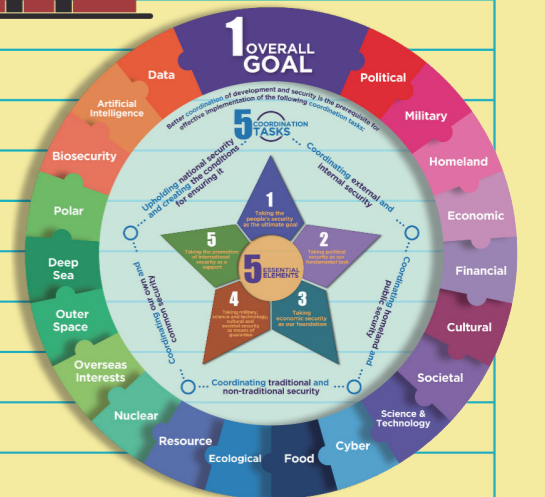 1 OVERALL
GOAL
Political
Military
Homeland
Economic
Financial
Cultural
Societal
Science &
Technology
Cyber
Food
Ecological
Resource
Nuclear
Overseas
Interests
Outer
Space
Deep
Sea
Polar
Biosecurity
Artificial
Intelligence
Data
Better coordination of development and security is the prerequisite for
effective implementation of the following coordination tasks:
5 COORDINATION
TASKS
Coordinating external and
internal security
Coordinating homeland and
public security
Coordinating traditional and
non-traditional security
Coordinating our own and
common security
Upholding national security
and creating the conditions
for ensuring it
1
Taking the
people's security
as the ultimate goal
2
Taking political
security as our
fundamental task
3
Taking
economic security
as our foundation
4
Taking military,
science and technology,
cultural and
societal security
as means of
guarantee
5
Taking the promotion
of international
security as a
support
5 ESSENTIAL
ELEMENTS